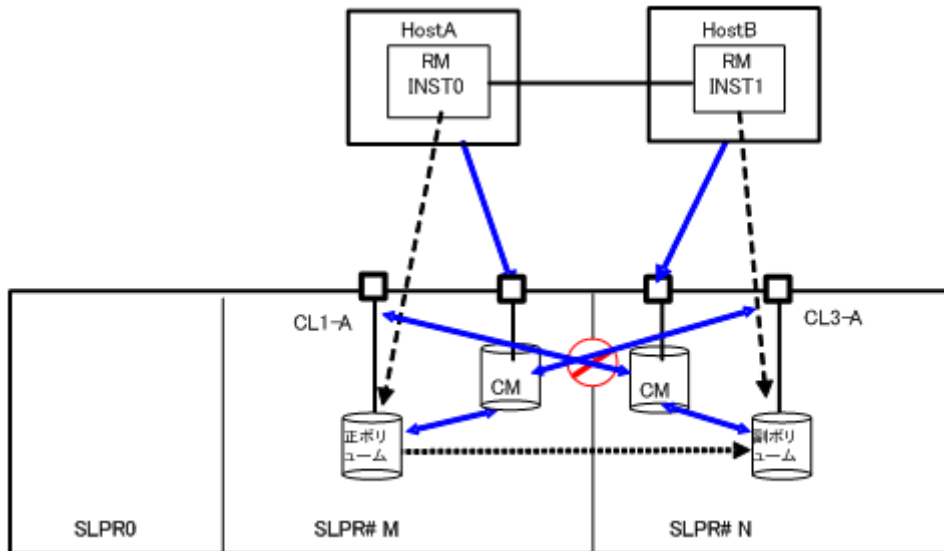 HostA
RM
INST0
HostB
RM
INST1
CL1-A
CL3-A
CM
CM
正ボリ
ューム
副ボリ
ューム
SLPR0
SLPR# M
SLPR# N